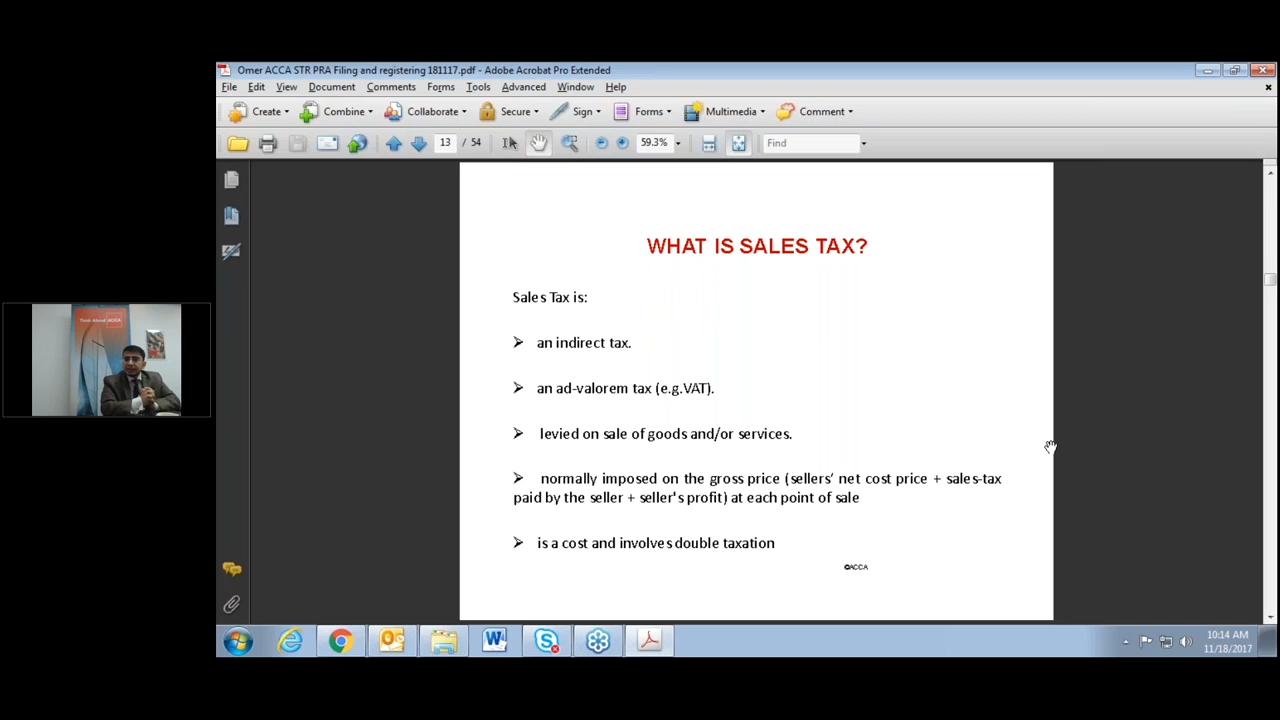 Omer ACCA STR PRA Filing and registering 181117.pdf - Adobe Acrobat Pro Extended
File Edit View Document Comments Forms Tools Advanced Window Help
Create Combine Collaborate Secure Sign Forms Multimedia Comment
13 / 54 59.3% Find
WHAT IS SALES TAX?
Sales Tax is:
➢ an indirect tax.
➢ an ad-valorem tax (e.g.VAT).
➢ levied on sale of goods and/or services.
➢ normally imposed on the gross price (sellers’ net cost price + sales-tax
paid by the seller + seller's profit) at each point of sale
➢ is a cost and involves double taxation
©ACCA
Think Ahead ACCA
10:14 AM
11/18/2017